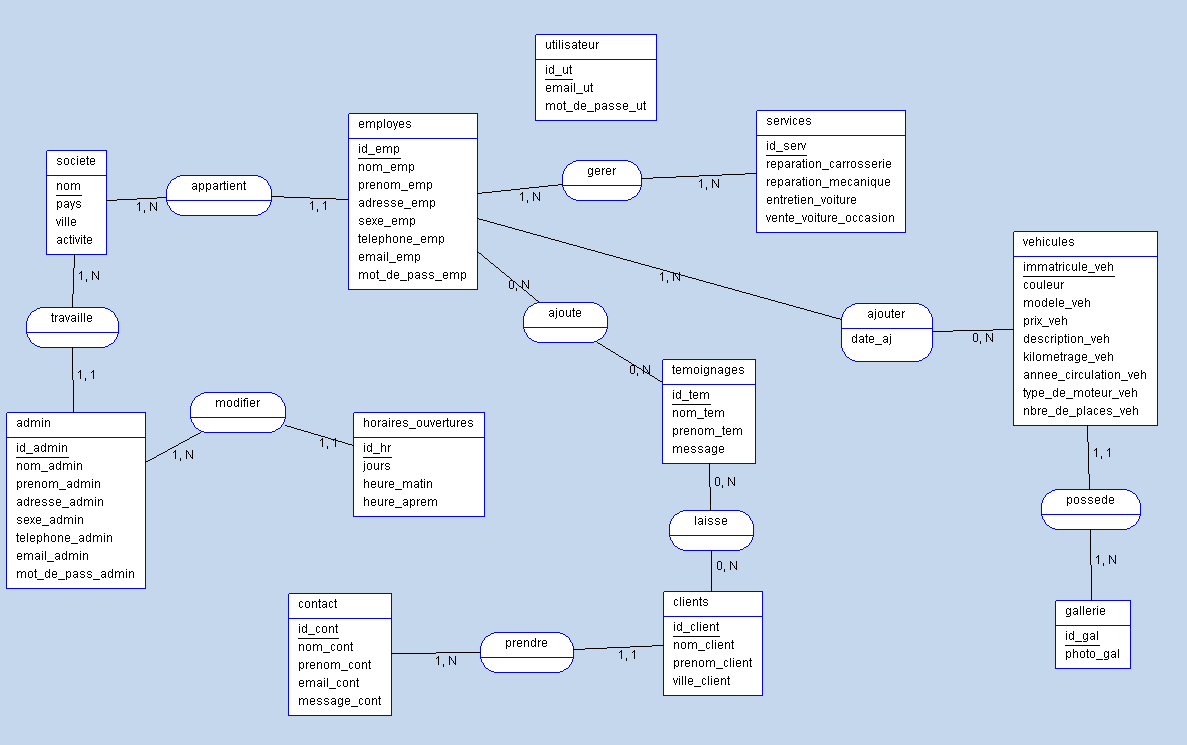 utilisateur
id_ut
email_ut
mot_de_passe_ut
employes
id_emp
nom_emp
prenom_emp
adresse_emp
sexe_emp
telephone_emp
email_emp
mot_de_pass_emp
services
id_serv
reparation_carrosserie
reparation_mecanique
entretien_voiture
vente_voiture_occasion
societe
nom
pays
ville
activite
appartient
1, N
1, 1
gerer
1, N
1, N
vehicules
immatricule_veh
couleur
modele_veh
prix_veh
description_veh
kilometrage_veh
annee_circulation_veh
type_de_moteur_veh
nbre_de_places_veh
1, N
travaille
1, 1
0, N
ajoute
0, N
1, N
ajouter
date_aj
0, N
temoignages
id_tem
nom_tem
prenom_tem
message
admin
id_admin
nom_admin
prenom_admin
adresse_admin
sexe_admin
telephone_admin
email_admin
mot_de_pass_admin
modifier
1, N
1, 1
horaires_ouvertures
id_hr
jours
heure_matin
heure_aprem
0, N
laisse
0, N
1, 1
possede
1, N
contact
id_cont
nom_cont
prenom_cont
email_cont
message_cont
prendre
1, N
1, 1
clients
id_client
nom_client
prenom_client
ville_client
gallerie
id_gal
photo_gal